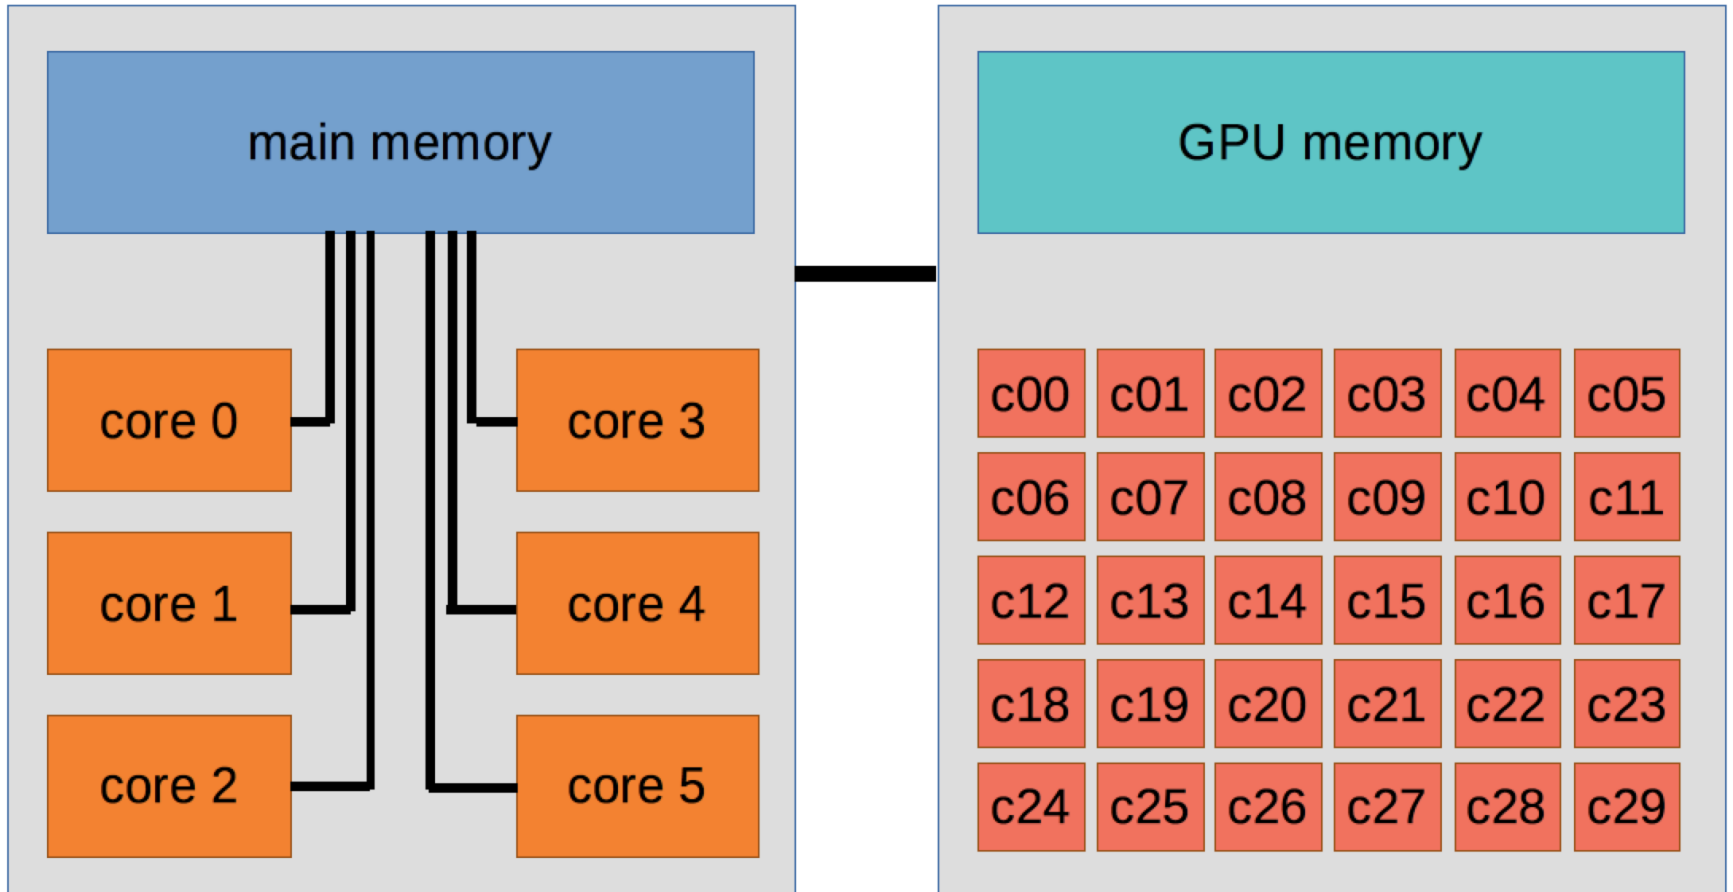 main memory
core 0
core 3
core 1
core 4
core 2
core 5
GPU memory
c00 c01 c02 c03 c04 c05
c06 c07 c08 c09 c10 c11
c12 c13 c14 c15 c16 c17
c18 c19 c20 c21 c22 c23
c24 c25 c26 c27 c28 c29